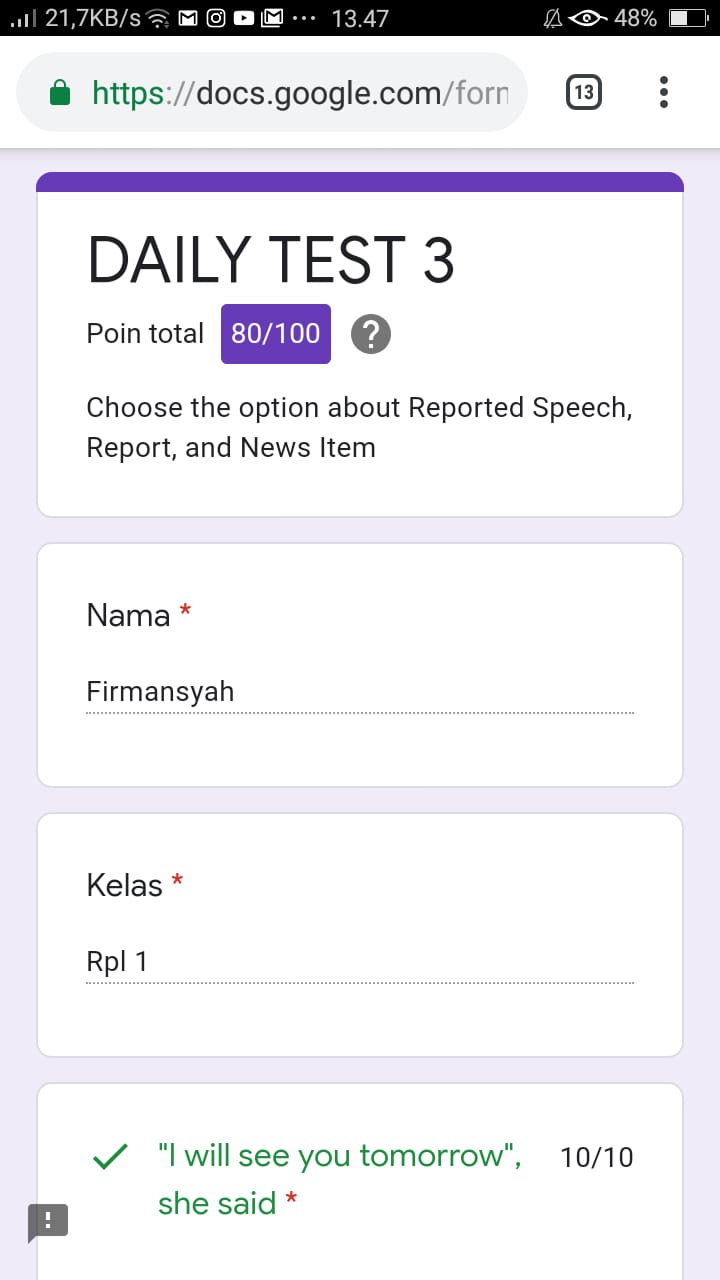 21,7KB/s ... 13.47 48%
https://docs.google.com/forn 13
DAILY TEST 3
Poin total 80/100 ?
Choose the option about Reported Speech,
Report, and News Item
Nama *
Firmansyah
Kelas *
Rpl 1
"I will see you tomorrow", 10/10
she said *